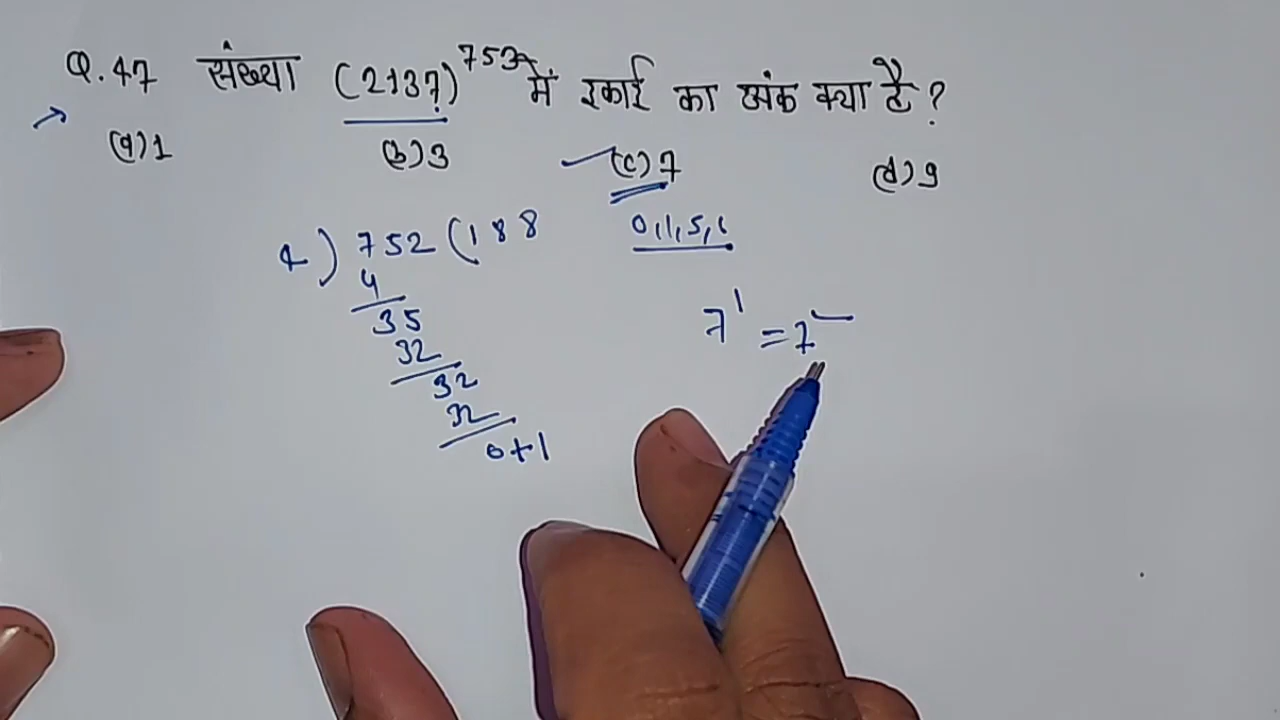 Q.47 संख्या (2137)^753 में इकाई का अंक क्या है?
(a) 1 (b) 3 (c) 7 (d) 9
4) 752 (188
0,1,5,6
4
35
7^1 = 7
32
32
32
0+1